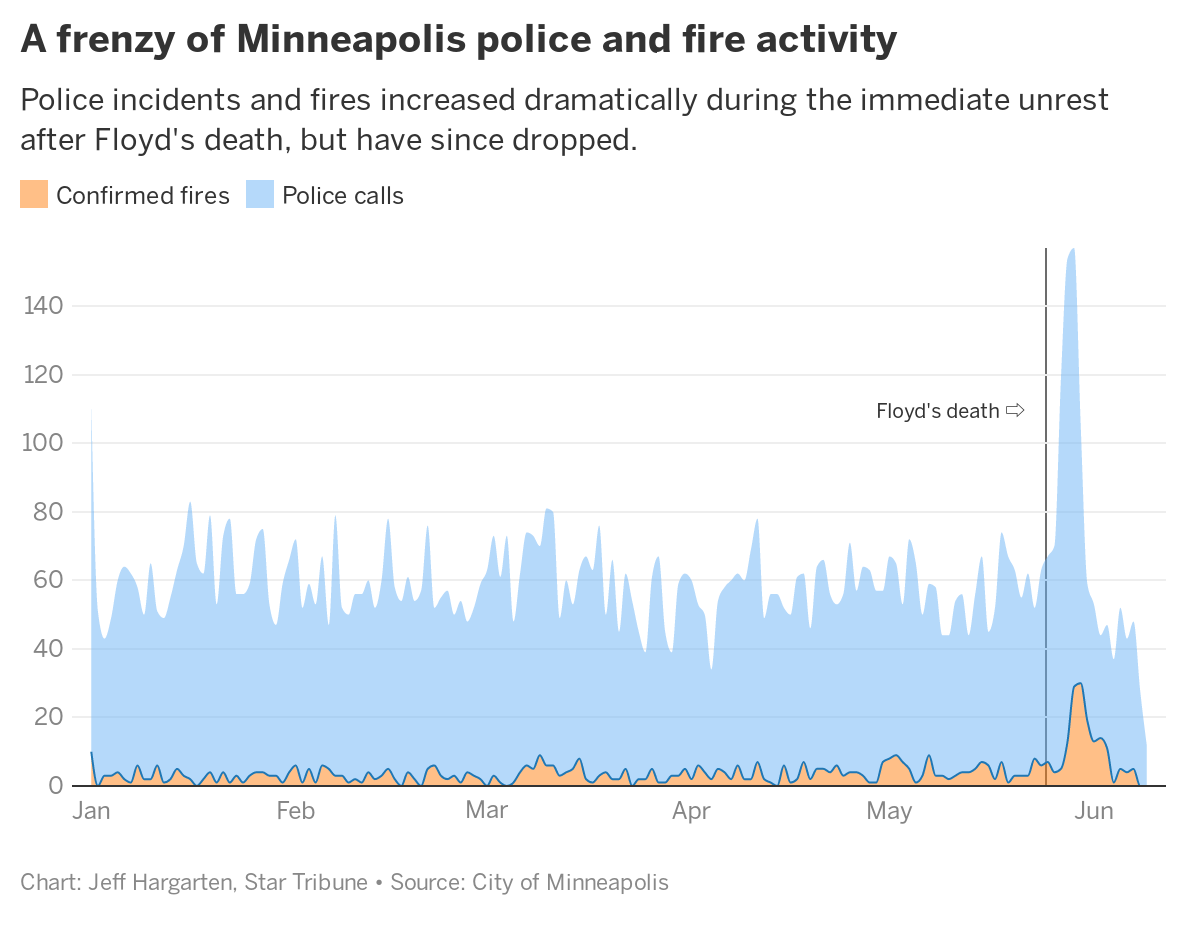 A frenzy of Minneapolis police and fire activity
Police incidents and fires increased dramatically during the immediate unrest
after Floyd's death, but have since dropped.
Confirmed fires Police calls
140
120
Floyd's death ⇨
100
80
60
40
20
0
Jan Feb Mar Apr May Jun
Chart: Jeff Hargarten, Star Tribune • Source: City of Minneapolis